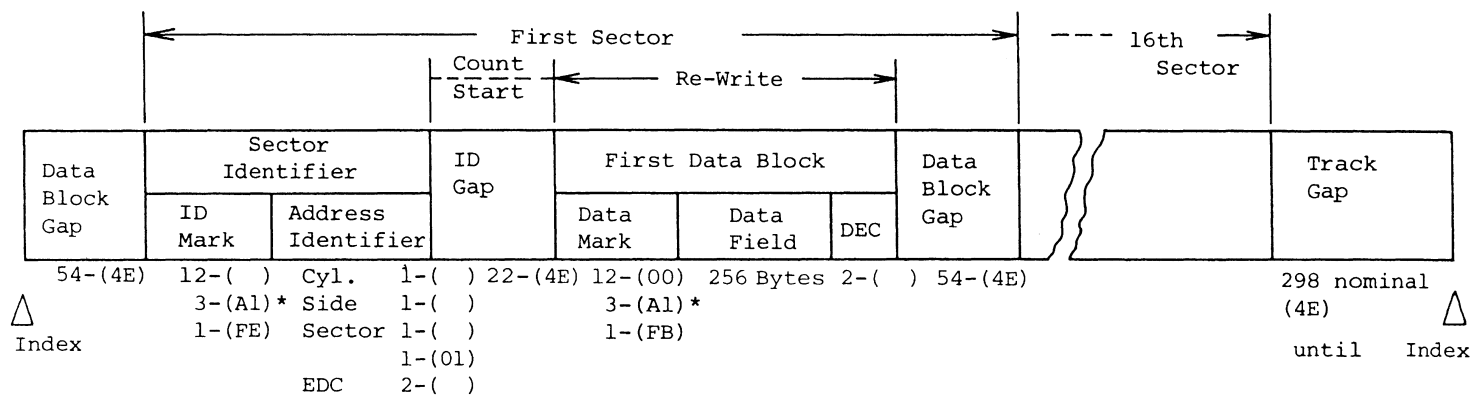 First Sector
--- 16th Sector
Count Start
Re-Write
Data Block Gap
Sector Identifier
ID Mark
Address Identifier
ID Gap
First Data Block
Data Mark
Data Field
DEC
Data Block Gap
Track Gap
54-(4E) 12-( ) Cyl. 1-( ) 22-(4E) 12-(00) 256 Bytes 2-( ) 54-(4E) 298 nominal
3-(A1)* Side 1-( ) 3-(A1)* (4E)
1-(FE) Sector 1-( ) 1-(FB)
Index 1-(01) until Index
EDC 2-( )